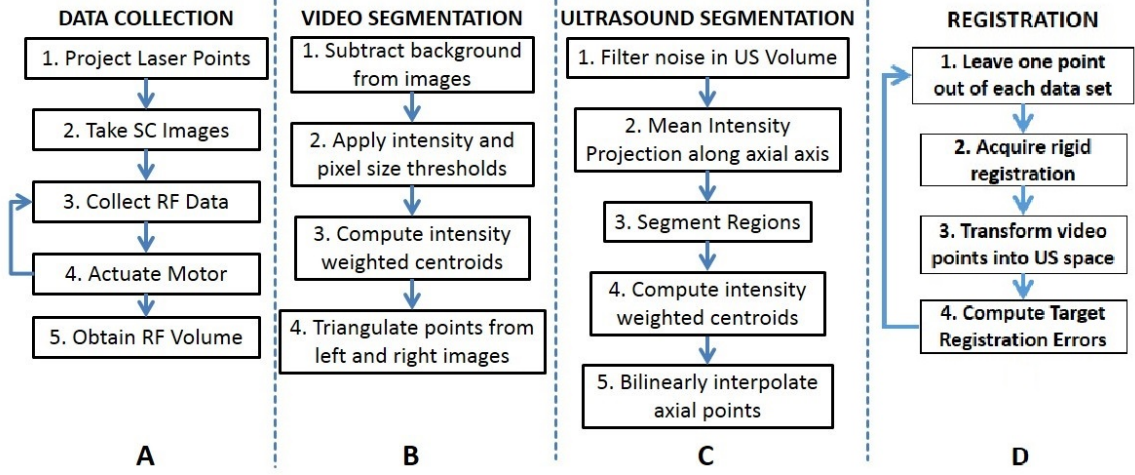 DATA COLLECTION
1. Project Laser Points
2. Take SC Images
3. Collect RF Data
4. Actuate Motor
5. Obtain RF Volume
A
VIDEO SEGMENTATION
1. Subtract background
from images
2. Apply intensity and
pixel size thresholds
3. Compute intensity
weighted centroids
4. Triangulate points from
left and right images
B
ULTRASOUND SEGMENTATION
1. Filter noise in US Volume
2. Mean Intensity
Projection along axial axis
3. Segment Regions
4. Compute intensity
weighted centroids
5. Bilinearly interpolate
axial points
C
REGISTRATION
1. Leave one point
out of each data set
2. Acquire rigid
registration
3. Transform video
points into US space
4. Compute Target
Registration Errors
D